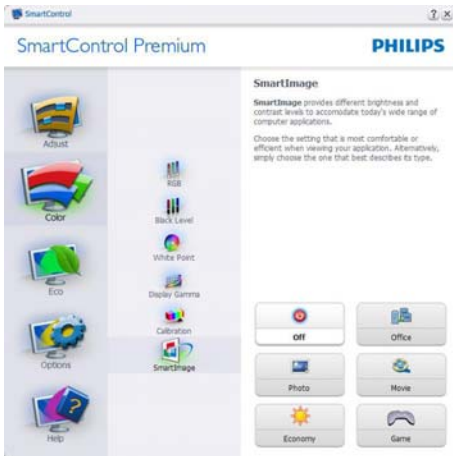 SmartControl
SmartControl Premium
PHILIPS
Adjust
Color
Eco
Options
Help
RGB
Black Level
White Point
Display Gamma
Calibration
SmartImage
SmartImage
SmartImage provides different brightness and
contrast levels to accomodate today's wide range of
computer applications.
Choose the setting that is most comfortable or
efficient when viewing your application. Alternatively,
simply choose the one that best describes its type.
Off
Office
Photo
Movie
Economy
Game